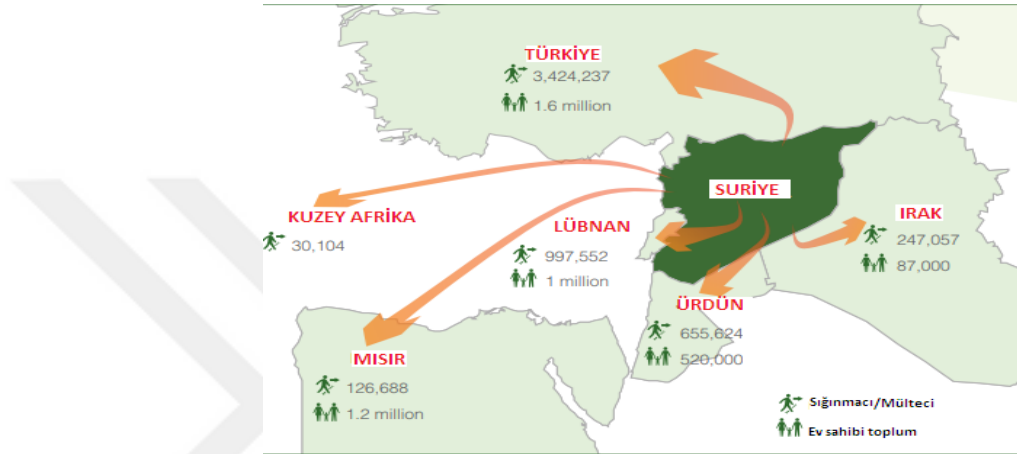 TÜRKİYE
3,424,237
1.6 million
SURİYE
KUZEY AFRİKA
30,104
LÜBNAN
997,552
1 million
IRAK
247,057
87,000
ÜRDÜN
655,624
520,000
MISIR
126,688
1.2 million
Sığınmacı/Mülteci
Ev sahibi toplum